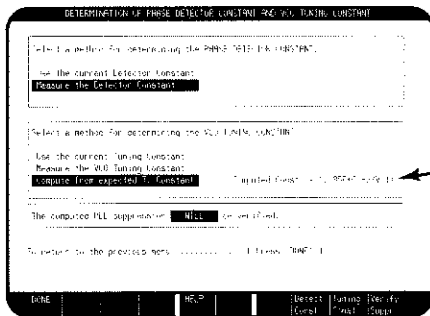 DETERMINATION OF PHASE DETECTOR CONSTANT AND VCO TUNING CONSTANT
Select a method for determining the PHASE DETECTOR CONSTANT.
Use the current Detector Constant
Measure the Detector Constant
Select a method for determining the VCO TUNING CONSTANT
Use the current Tuning Constant
Measure the VCO Tuning Constant
Compute from expected T. Constant
The computed PLL suppression WILL be verified.
To return to the previous menu [ Press 'DONE' ]
DONE HELP Detect. Tuning Verify
Const Const Suppr